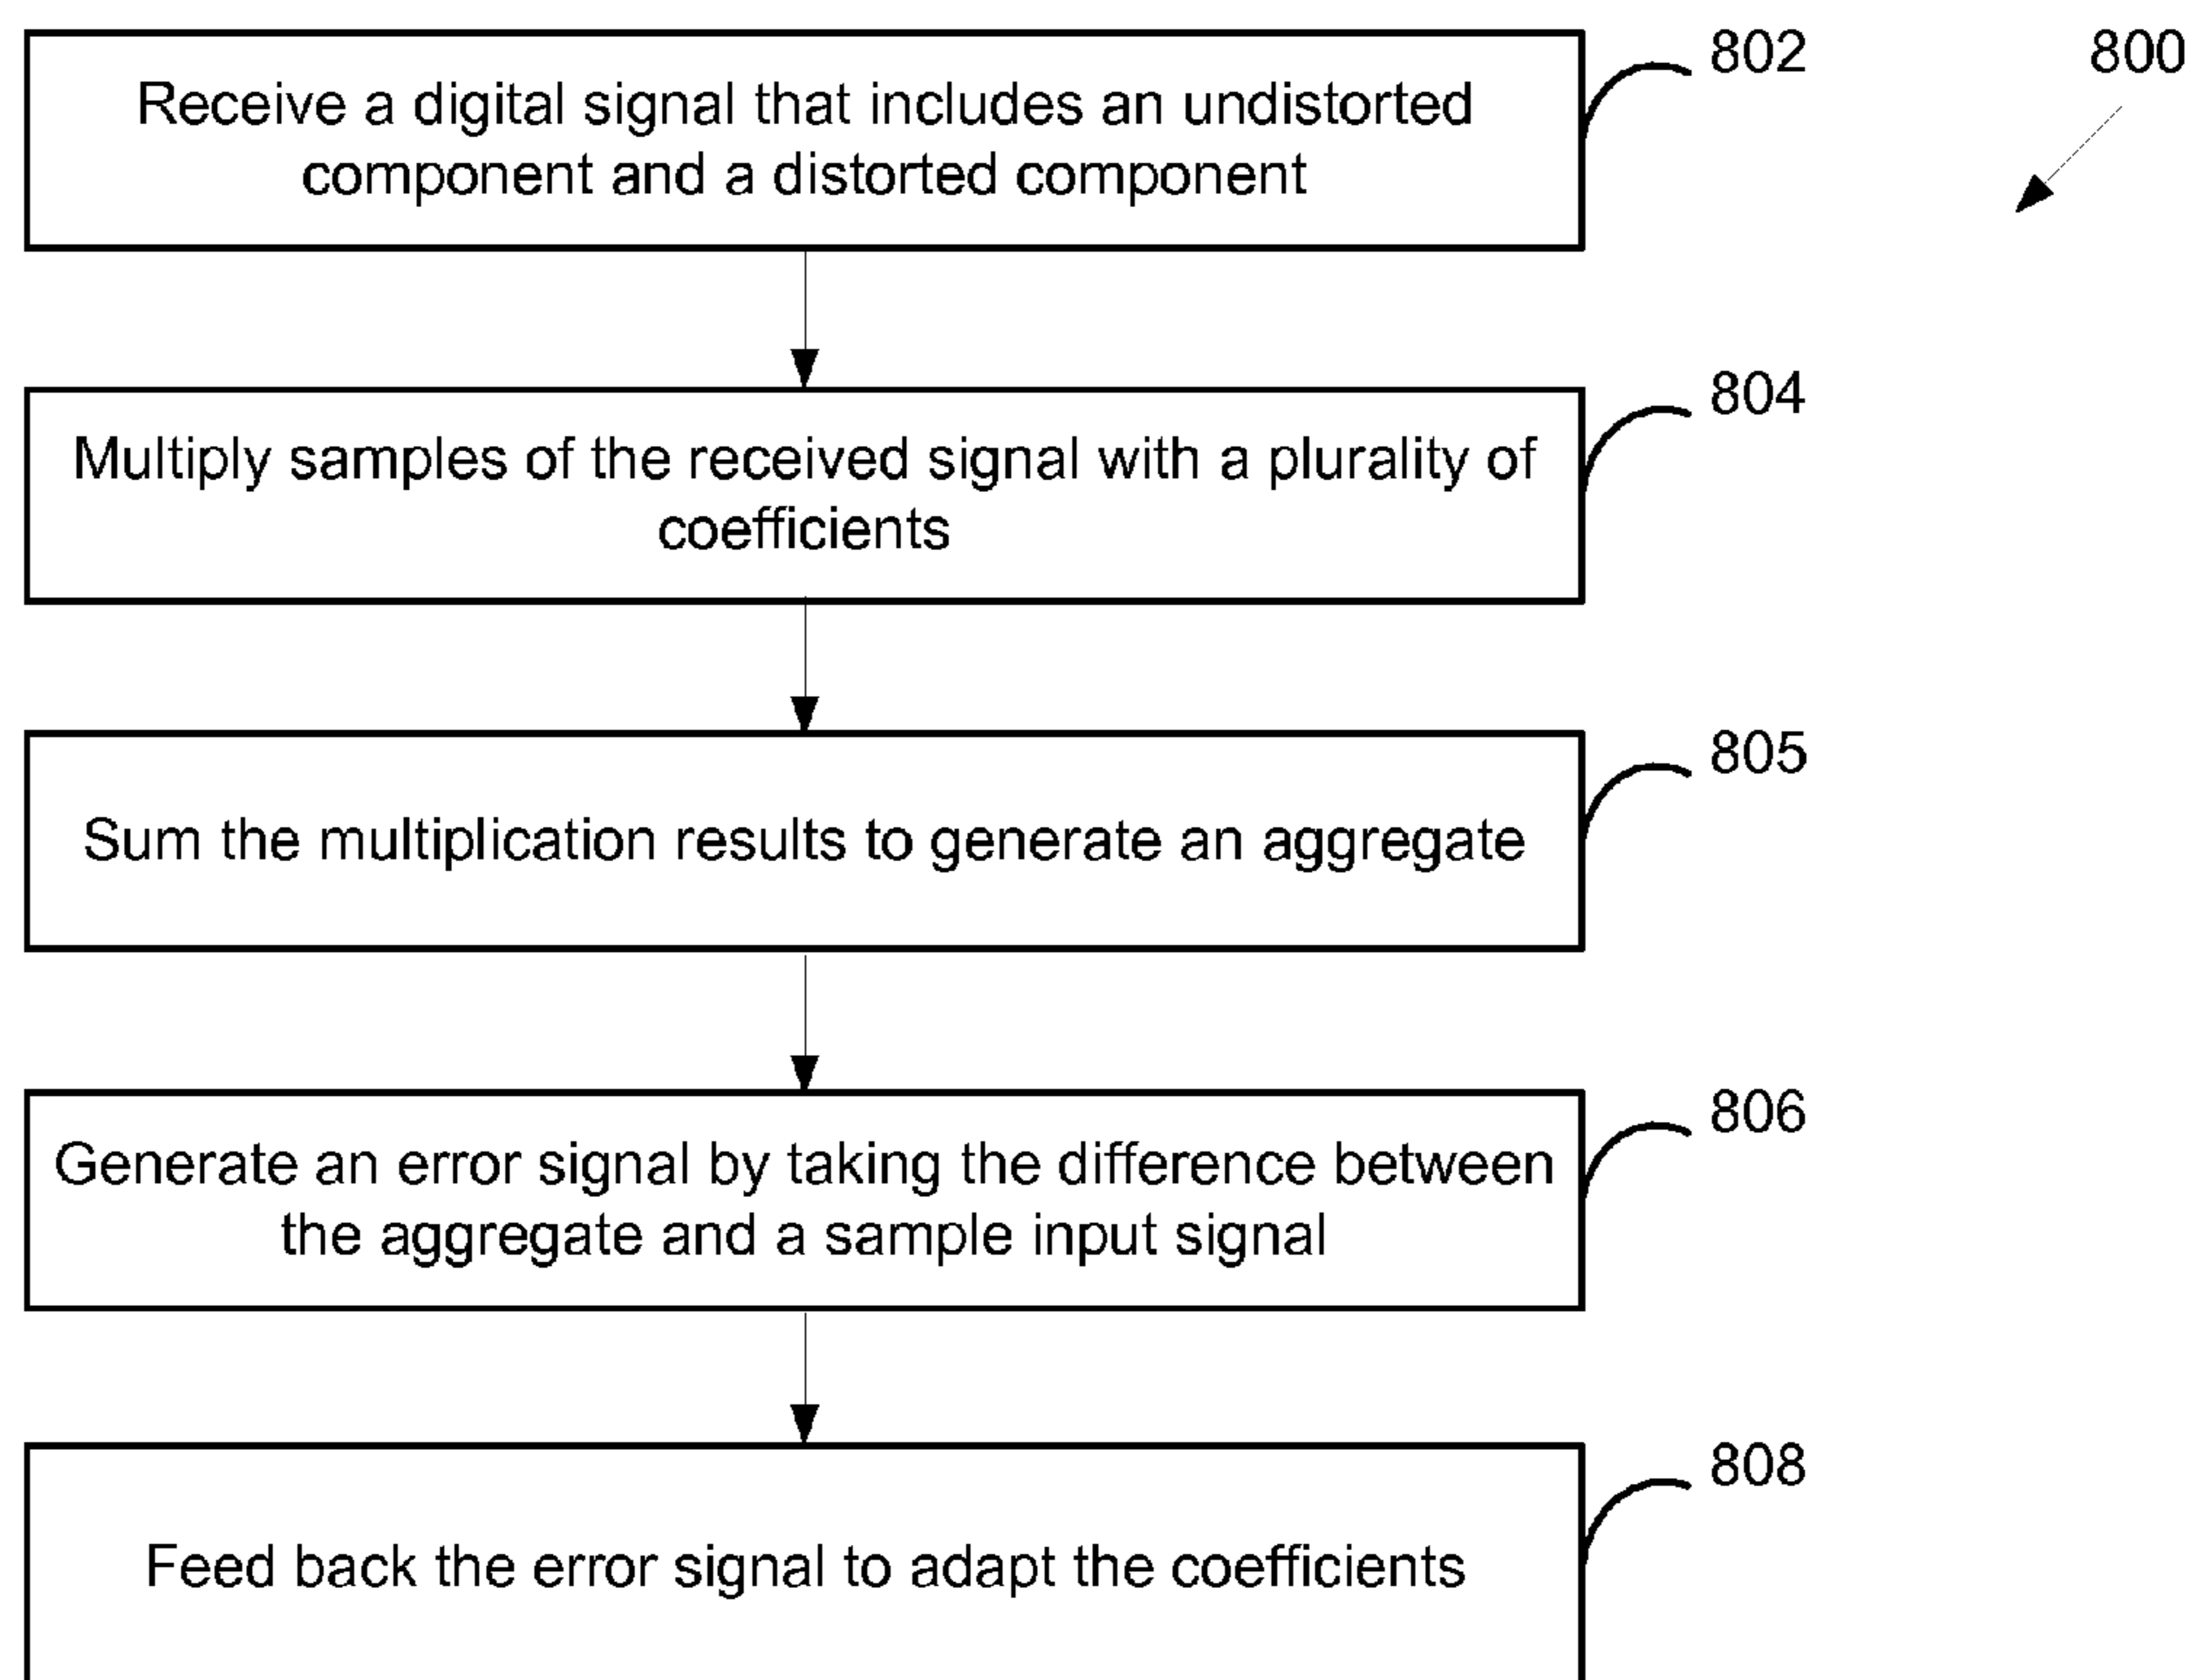 802
800
Receive a digital signal that includes an undistorted
component and a distorted component
804
Multiply samples of the received signal with a plurality of
coefficients
805
Sum the multiplication results to generate an aggregate
806
Generate an error signal by taking the difference between
the aggregate and a sample input signal
808
Feed back the error signal to adapt the coefficients